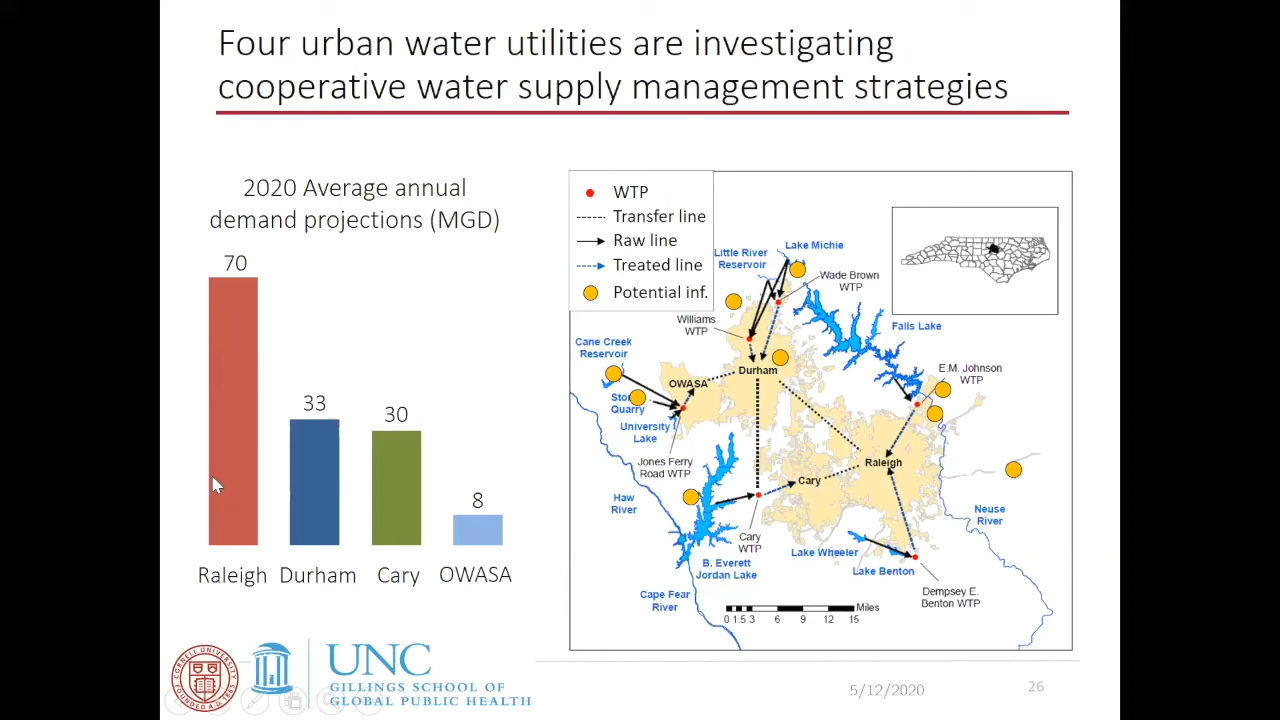 Four urban water utilities are investigating
cooperative water supply management strategies
2020 Average annual
demand projections (MGD)
70
33
30
8
Raleigh Durham Cary OWASA
WTP
Transfer line
Raw line
Treated line
Potential inf.
Little River
Reservoir
Lake Michie
Wade Brown
WTP
Williams
WTP
Falls Lake
Cane Creek
Reservoir
E.M. Johnson
WTP
Durham
OWASA
Quarry
University
Lake
Jones Ferry
Road WTP
Raleigh
Cary
Haw
River
Neuse
River
Cary
WTP
Lake Wheeler
B. Everett
Jordan Lake
Lake Benton
Cape Fear
River
Dempsey E.
Benton WTP
Miles
0 1.5 3 6 9 12 15
CORNELL UNIVERSITY
FOUNDED A.D. 1865
UNC
GILLINGS SCHOOL OF
GLOBAL PUBLIC HEALTH
5/12/2020
26